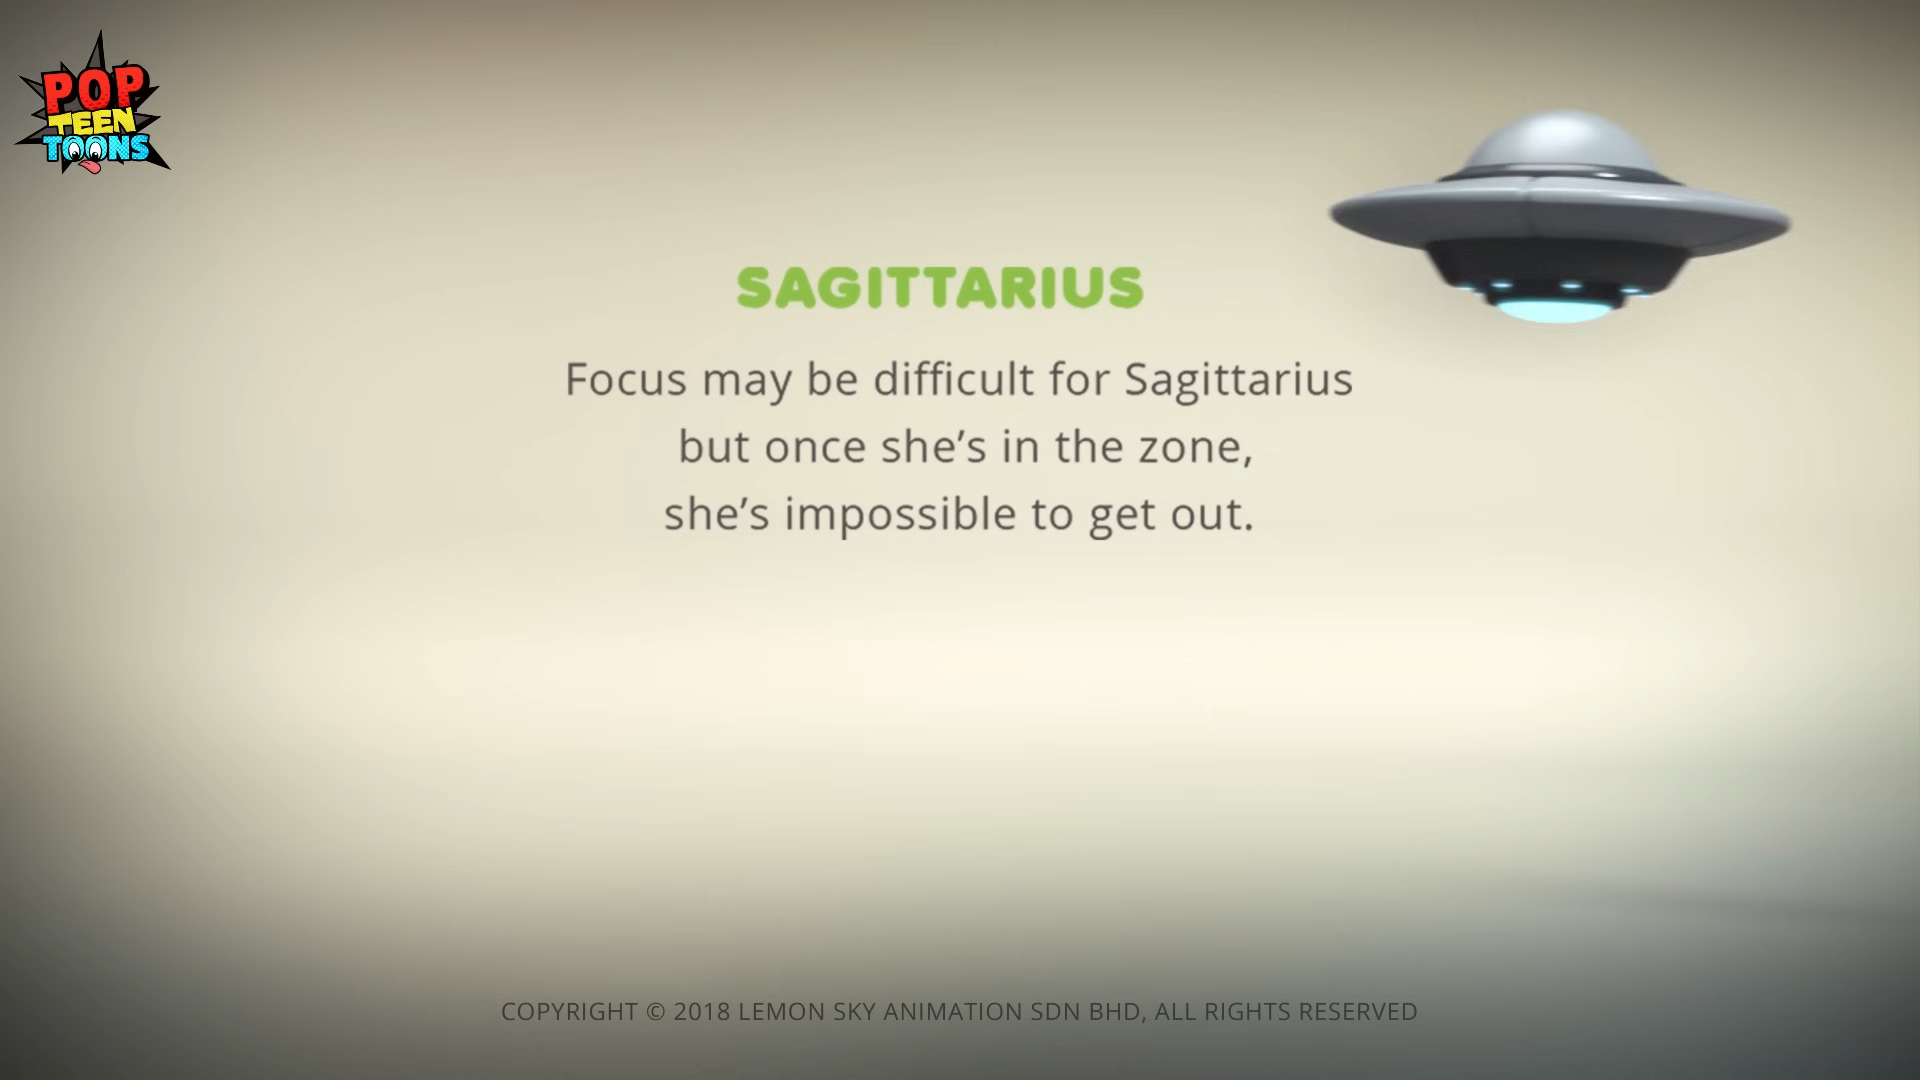 POP
TEEN
TOONS
SAGITTARIUS
Focus may be difficult for Sagittarius
but once she’s in the zone,
she’s impossible to get out.
COPYRIGHT © 2018 LEMON SKY ANIMATION SDN BHD, ALL RIGHTS RESERVED